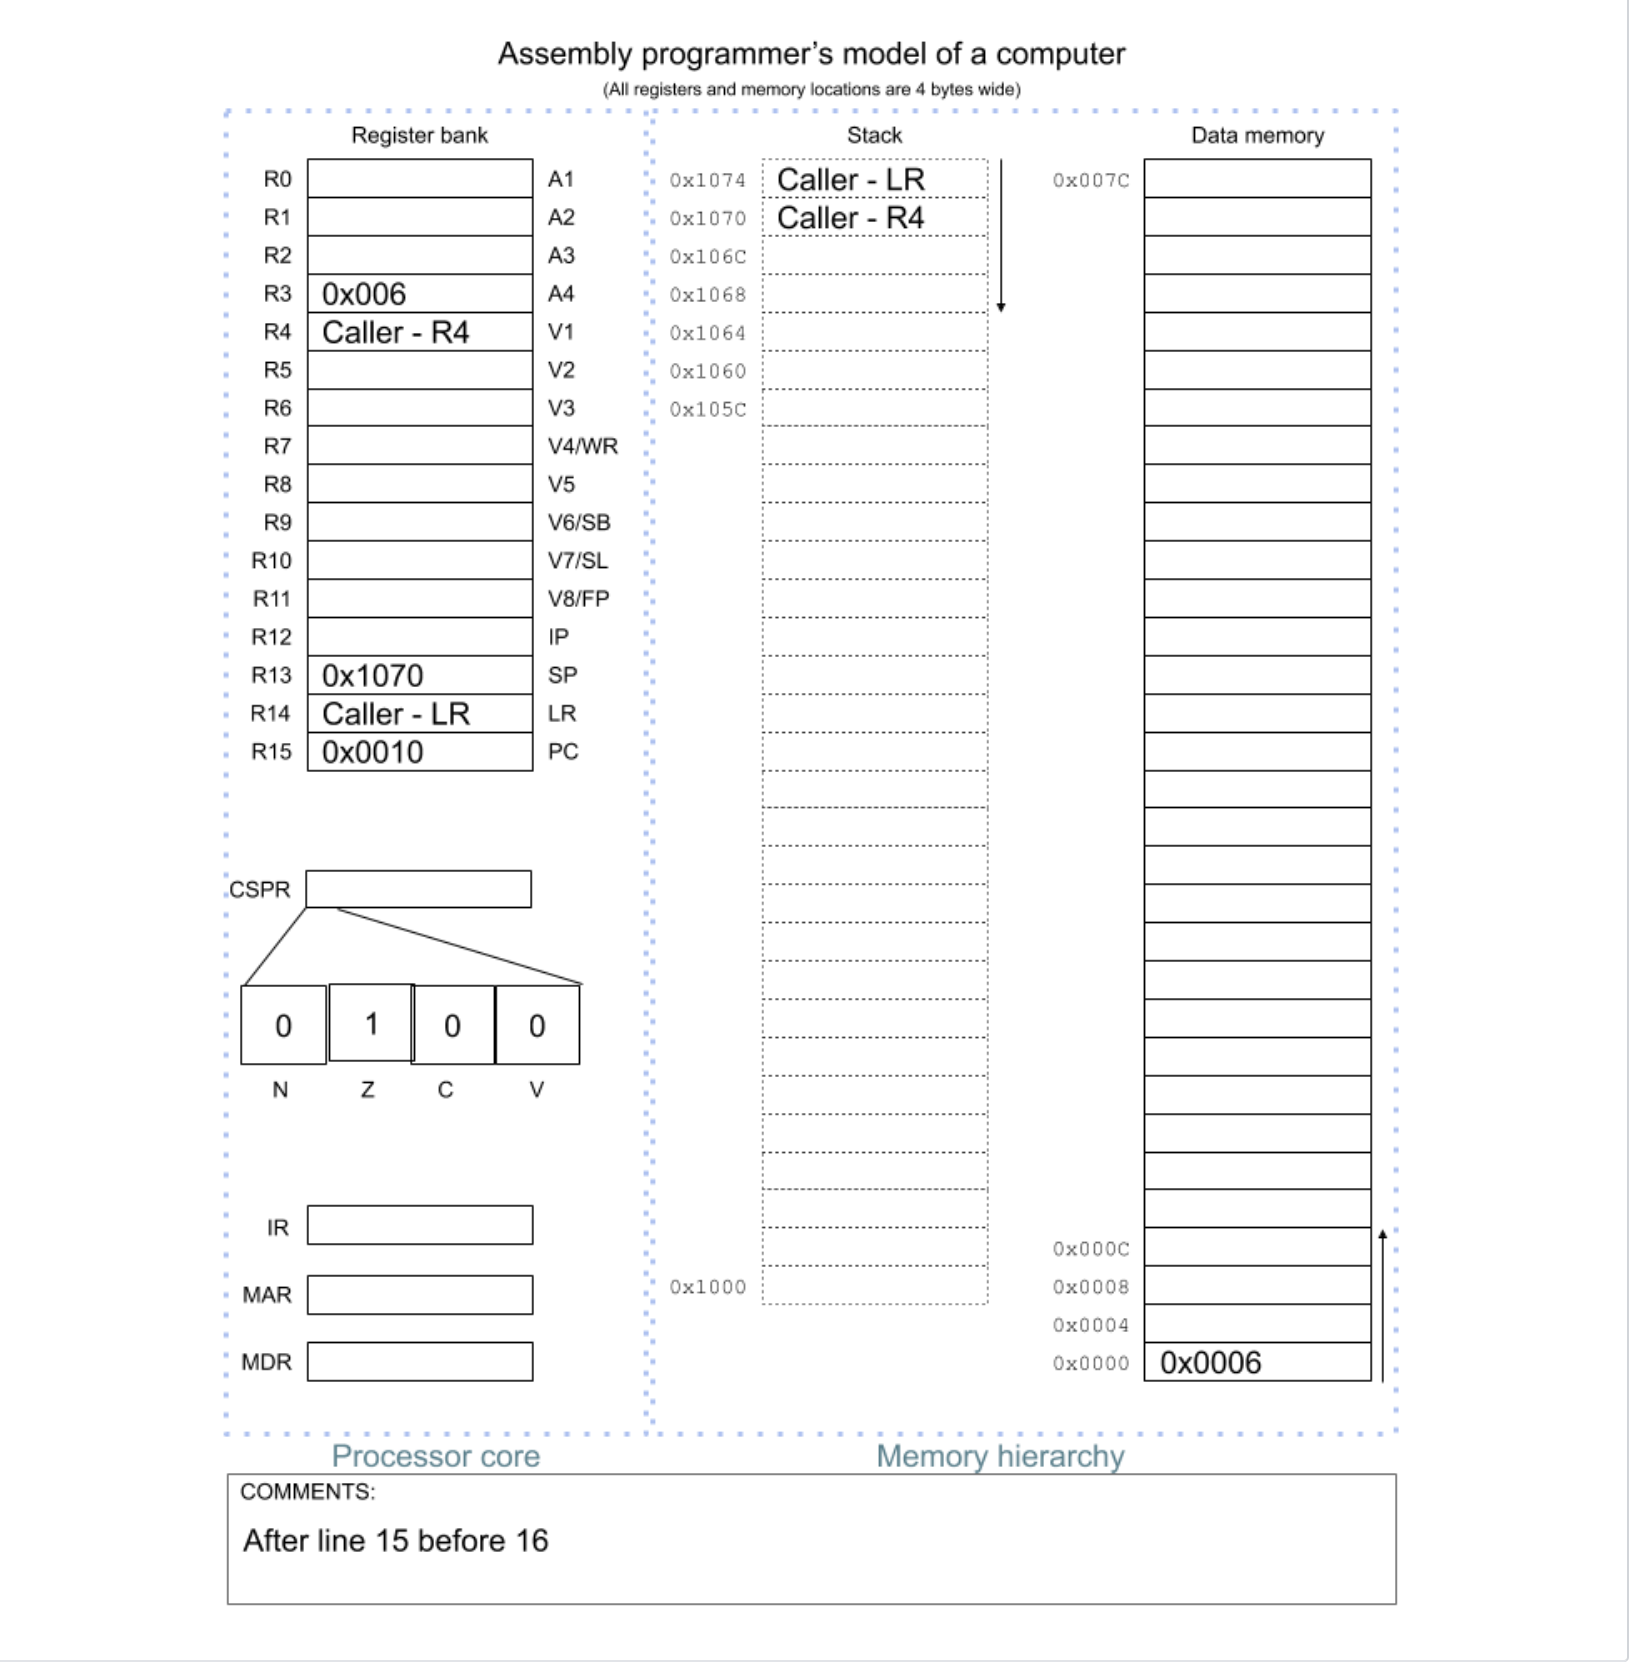 Assembly programmer's model of a computer
(All registers and memory locations are 4 bytes wide)
Register bank
Stack
Data memory
R0 A1
R1 A2
R2 A3
R3 0x006 A4
R4 Caller - R4 V1
R5 V2
R6 V3
R7 V4/WR
R8 V5
R9 V6/SB
R10 V7/SL
R11 V8/FP
R12 IP
R13 0x1070 SP
R14 Caller - LR LR
R15 0x0010 PC
CSPR
0 1 0 0
N Z C V
IR
MAR
MDR
0x1074 Caller - LR
0x1070 Caller - R4
0x106C
0x1068
0x1064
0x1060
0x105C
0x1000
0x007C
0x000C
0x0008
0x0004
0x0000 0x0006
Processor core
Memory hierarchy
COMMENTS:
After line 15 before 16